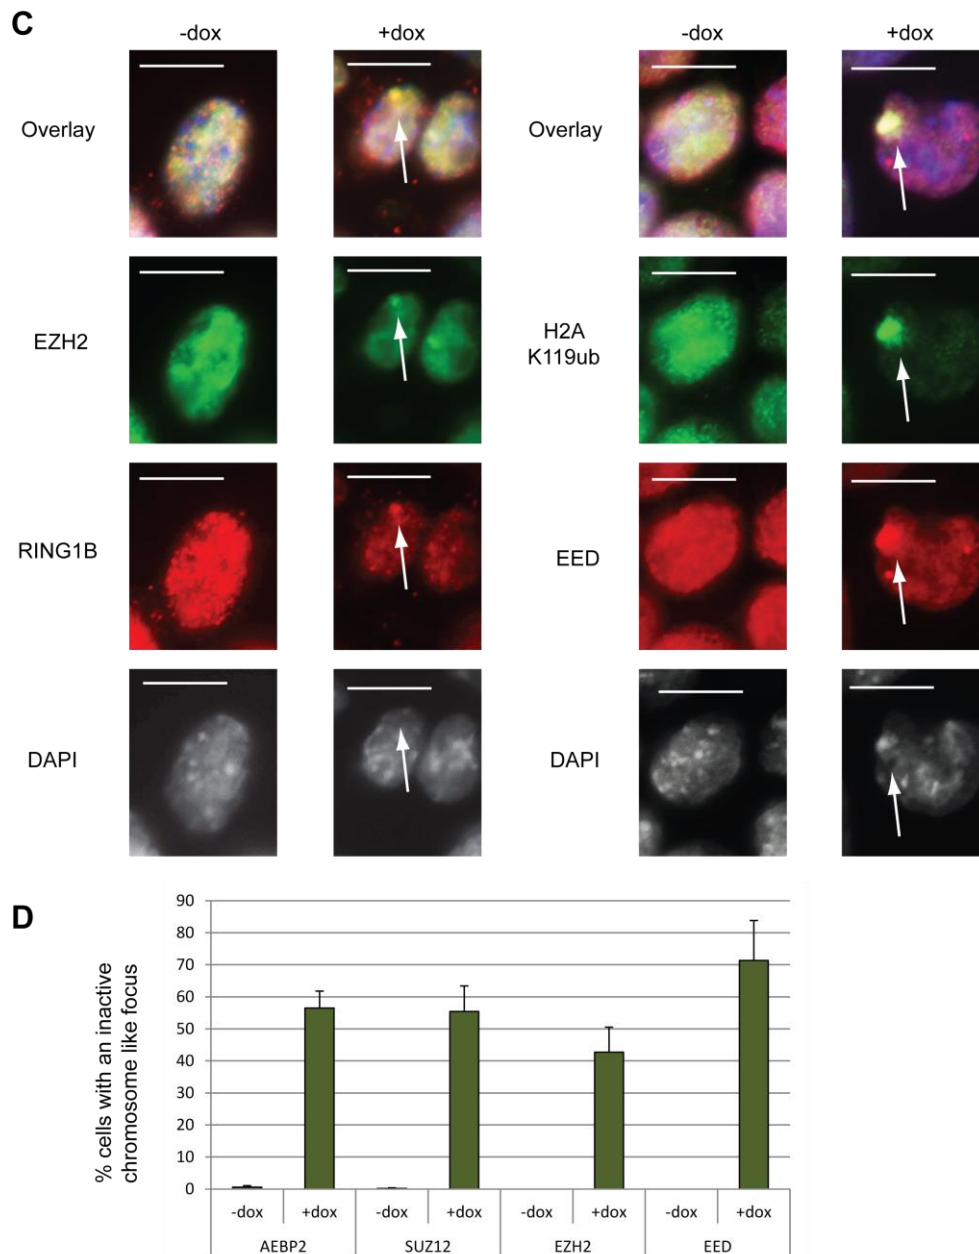 C
-dox +dox -dox +dox
Overlay Overlay
EZH2 H2A
K119ub
RING1B EED
DAPI DAPI
D
% cells with an inactive
chromosome like focus
90
80
70
60
50
40
30
20
10
0
-dox +dox -dox +dox -dox +dox -dox +dox
AEBP2 SUZ12 EZH2 EED